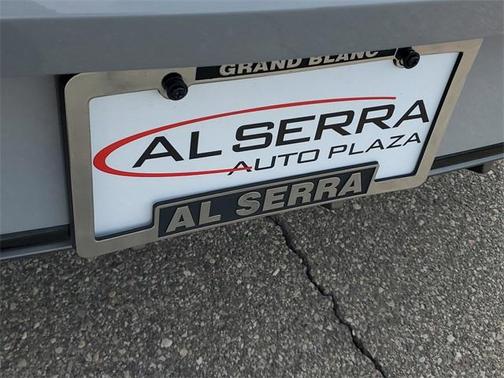 GRAND BLANC
AL SERRA
AUTO PLAZA
AL SERRA